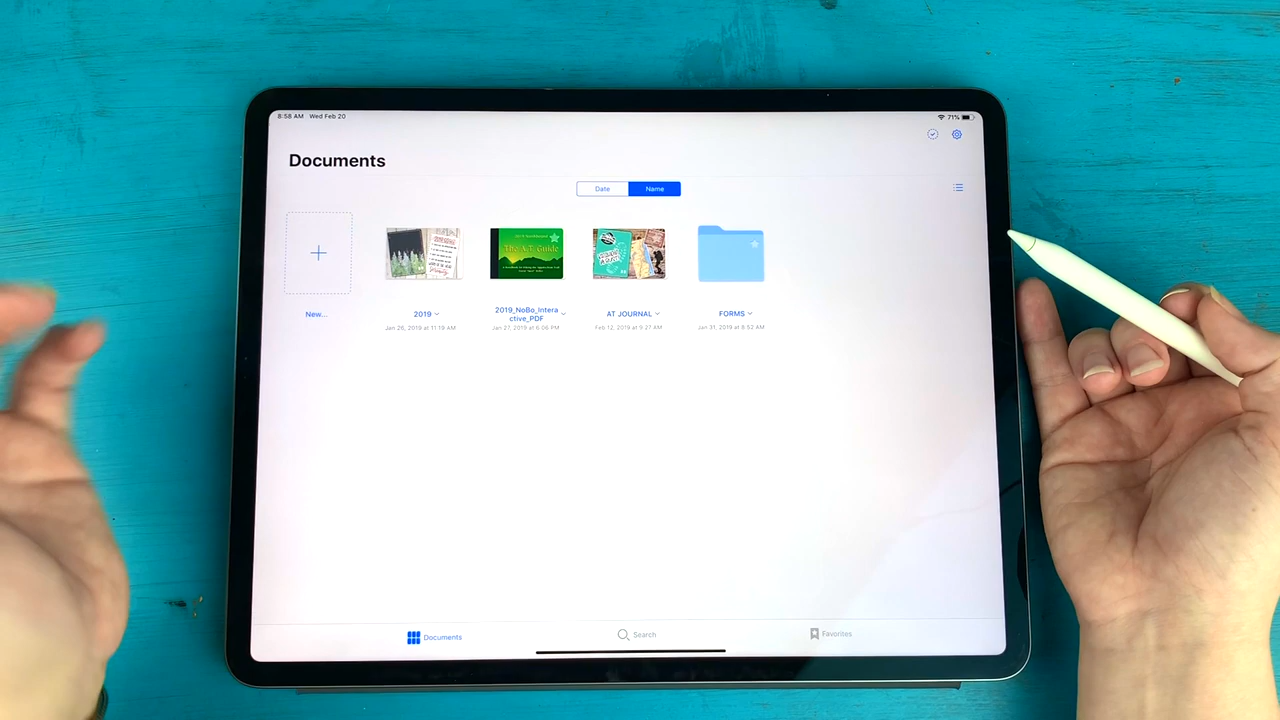 8:58 AM Wed Feb 20
71%
Documents
Date Name
The A.T. Guide
New...
2019
2019_NoBo_Intera
ctive_PDF
AT JOURNAL
FORMS
Jan 26, 2019 at 11:19 AM
Jan 27, 2019 at 6:06 PM
Feb 12, 2019 at 9:27 AM
Jan 31, 2019 at 8:52 AM
Documents
Search
Favorites